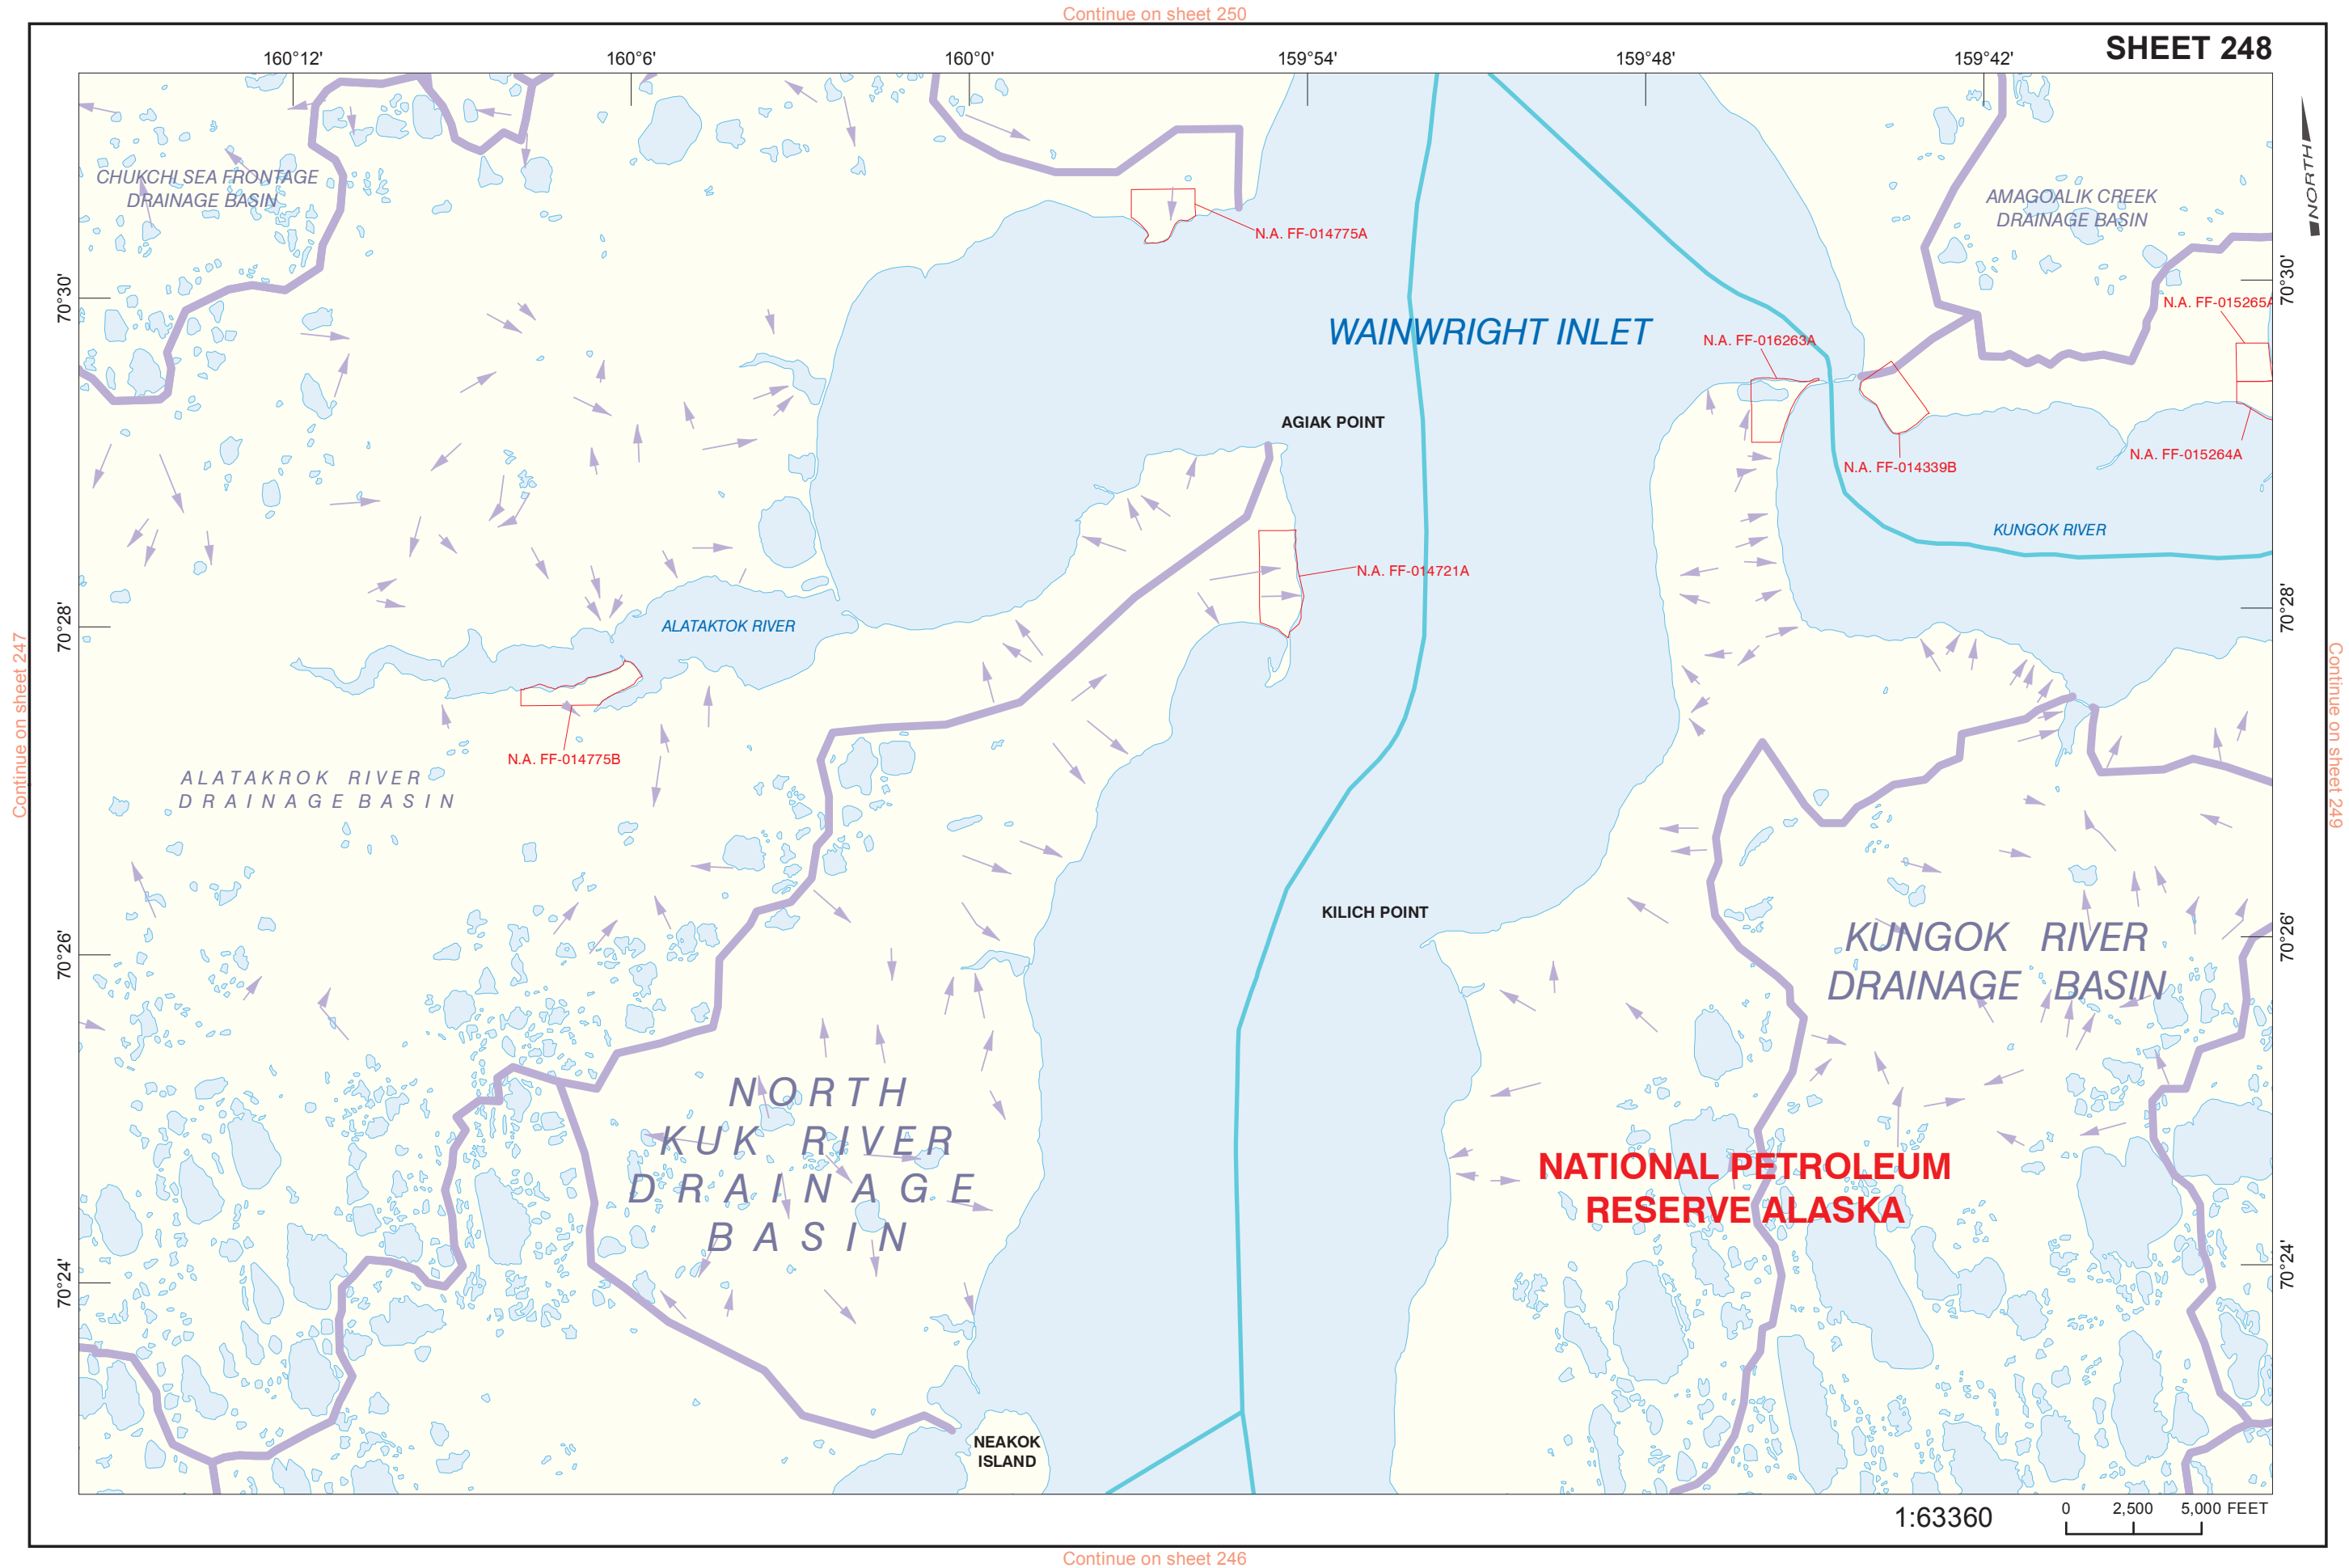 Continue on sheet 250
SHEET 248
160°12'
160°6'
160°0'
159°54'
159°48'
159°42'
NORTH
CHUKCHI SEA FRONTAGE
DRAINAGE BASIN
AMAGOALIK CREEK
DRAINAGE BASIN
N.A. FF-014775A
70°30'
70°30'
N.A. FF-015265A
WAINWRIGHT INLET
N.A. FF-016263A
AGIAK POINT
N.A. FF-015264A
N.A. FF-014339B
KUNGOK RIVER
N.A. FF-014721A
70°28'
70°28'
ALATAKTOK RIVER
Continue on sheet 247
Continue on sheet 249
N.A. FF-014775B
ALATAKROK RIVER
DRAINAGE BASIN
KILICH POINT
70°26'
70°26'
KUNGOK RIVER
DRAINAGE BASIN
NORTH
KUK RIVER
DRAINAGE
BASIN
NATIONAL PETROLEUM
RESERVE ALASKA
70°24'
70°24'
NEAKOK
ISLAND
1:63360
0 2,500 5,000 FEET
Continue on sheet 246